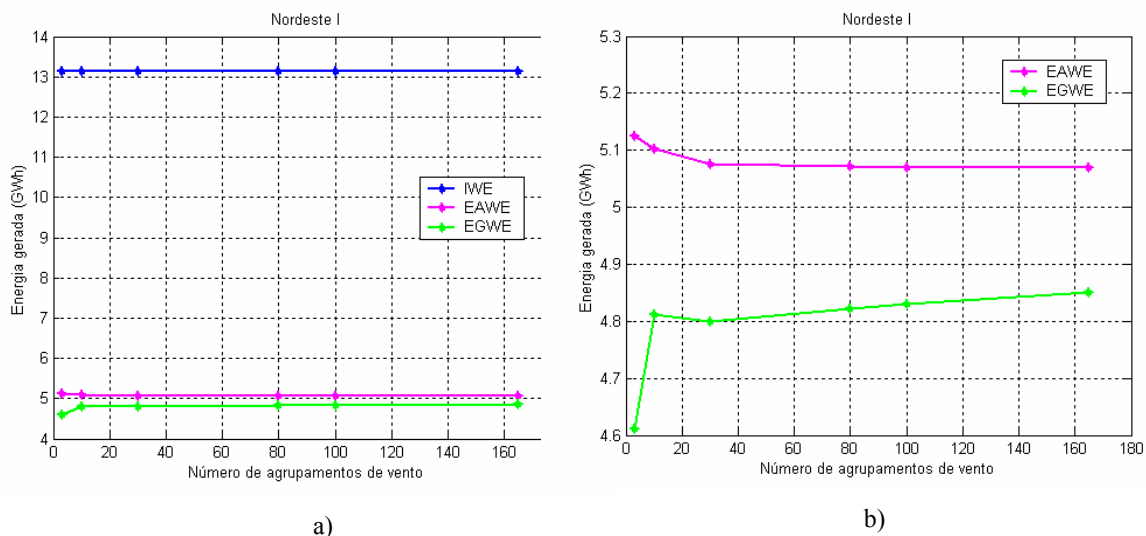 Nordeste I
14
13
12
11
10
9
8
7
6
5
4
0 20 40 60 80 100 120 140 160
Energia gerada (GWh)
Número de agrupamentos de vento
IWE
EAWE
EGWE
a)
Nordeste I
5.3
5.2
5.1
5
4.9
4.8
4.7
4.6
0 20 40 60 80 100 120 140 160 180
Energia gerada (GWh)
Número de agrupamentos de vento
EAWE
EGWE
b)